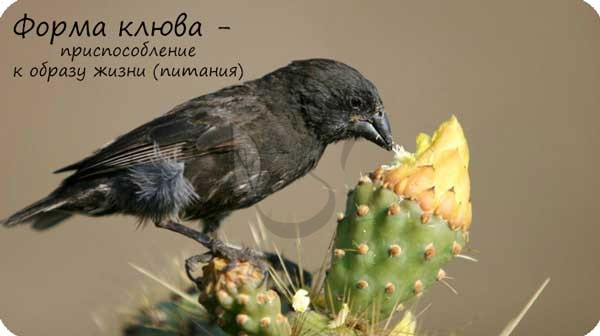 Форма клюва -
приспособление
к образу жизни (питания)